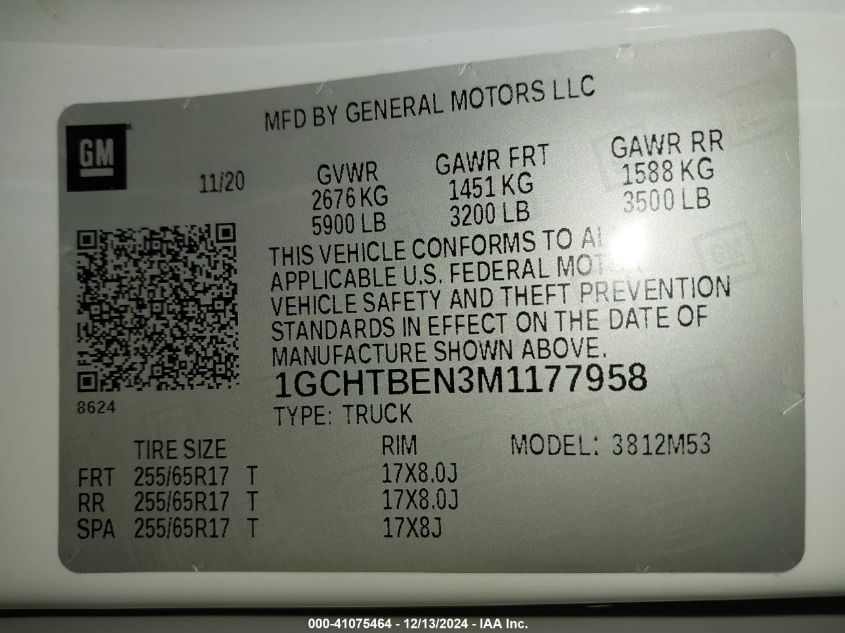 MFD BY GENERAL MOTORS LLC
GM
11/20
GVWR GAWR FRT GAWR RR
2676 KG 1451 KG 1588 KG
5900 LB 3200 LB 3500 LB
THIS VEHICLE CONFORMS TO
APPLICABLE U.S. FEDERAL
VEHICLE SAFETY AND THEFT PREVENTION
STANDARDS IN EFFECT ON THE DATE OF
MANUFACTURE SHOWN ABOVE.
1GCHTBEN3M1177958
8624
TYPE: TRUCK
TIRE SIZE RIM MODEL: 3812M53
FRT 255/65R17 T 17X8.0J
RR 255/65R17 T 17X8.0J
SPA 255/65R17 T 17X8J
000-41075464 - 12/13/2024 - IAA Inc.